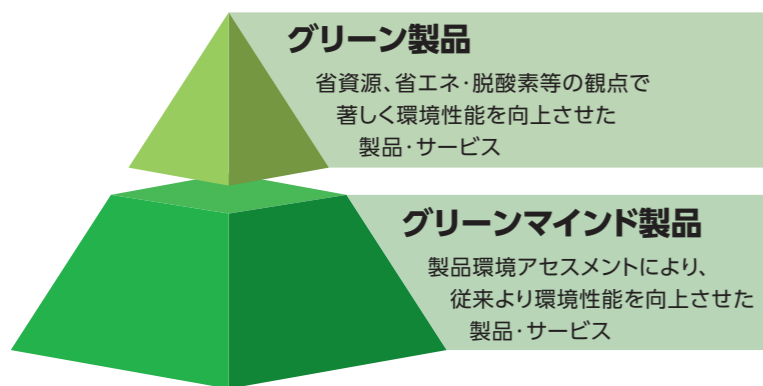 グリーン製品
省資源、省エネ・脱酸素等の観点で
著しく環境性能を向上させた
製品・サービス
グリーンマインド製品
製品環境アセスメントにより、
従来より環境性能を向上させた
製品・サービス